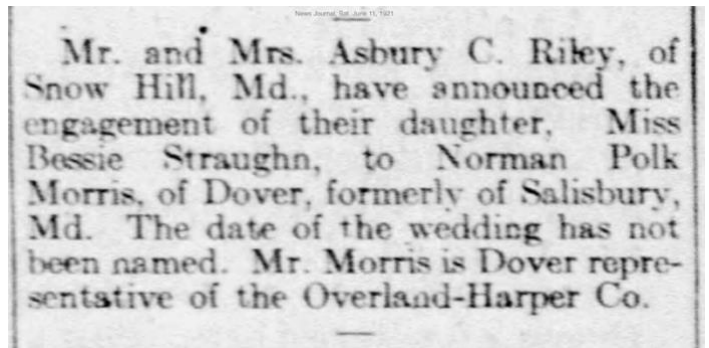 News Journal, Sat, June 11, 1921
Mr. and Mrs. Asbury C. Riley, of
Snow Hill, Md., have announced the
engagement of their daughter, Miss
Bessie Straughn, to Norman Polk
Morris, of Dover, formerly of Salisbury,
Md. The date of the wedding has not
been named. Mr. Morris is Dover repre-
sentative of the Overland-Harper Co.